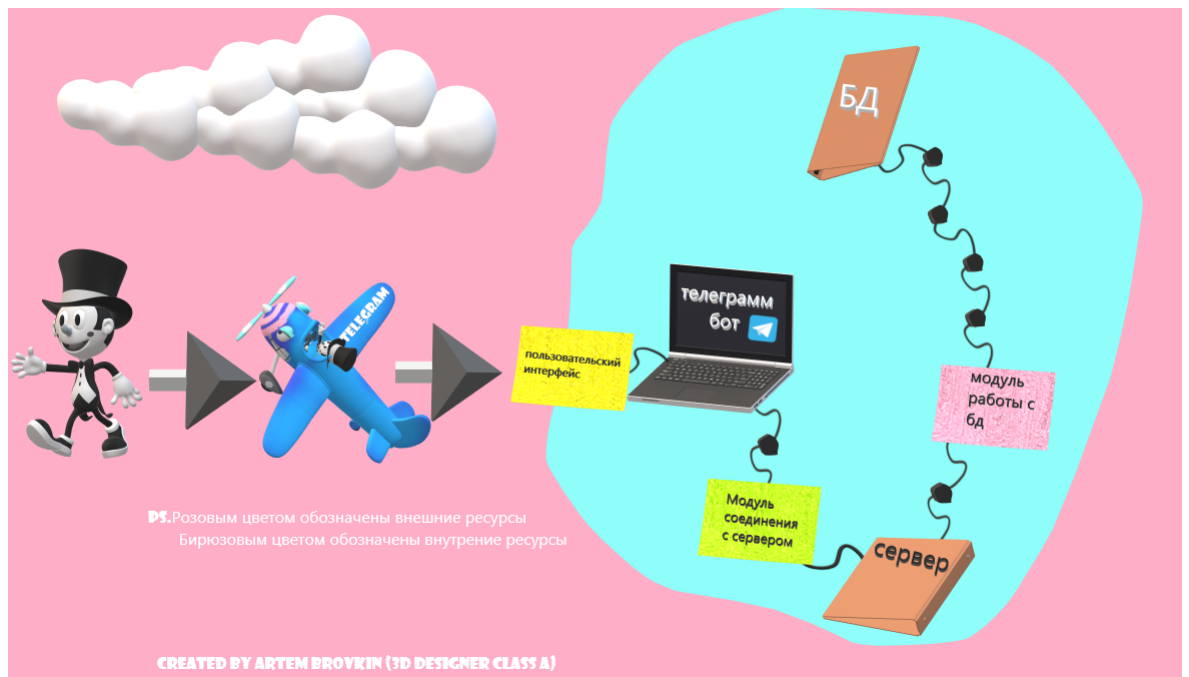 БД
TELEGRAM
телеграмм
бот
пользовательский
интерфейс
модуль
работы с
бд
Модуль
соединения
с сервером
сервер
PS.Розовым цветом обозначены внешние ресурсы
Бирюзовым цветом обозначены внутрение ресурсы
CREATED BY ARTEM BROVKIN (3D DESIGNER CLASS A)